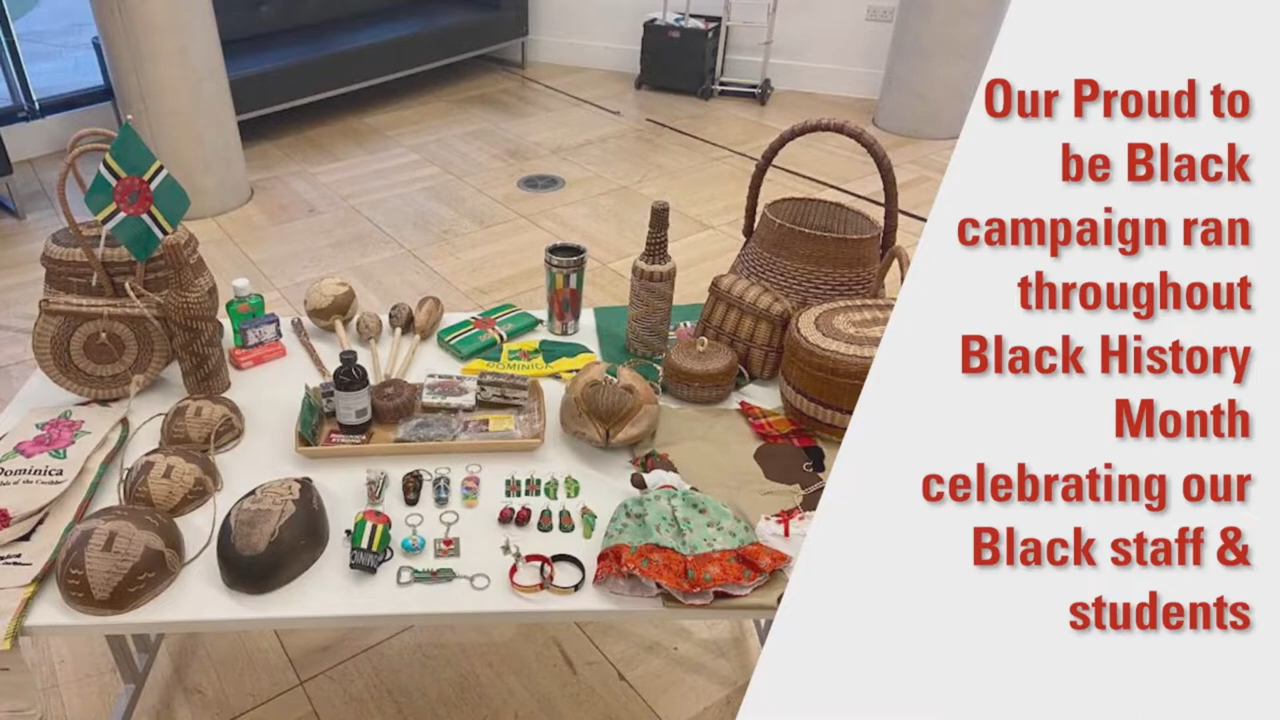 Our Proud to
be Black
campaign ran
throughout
Black History
Month
celebrating our
Black staff &
students
DOMINICA
Dominica